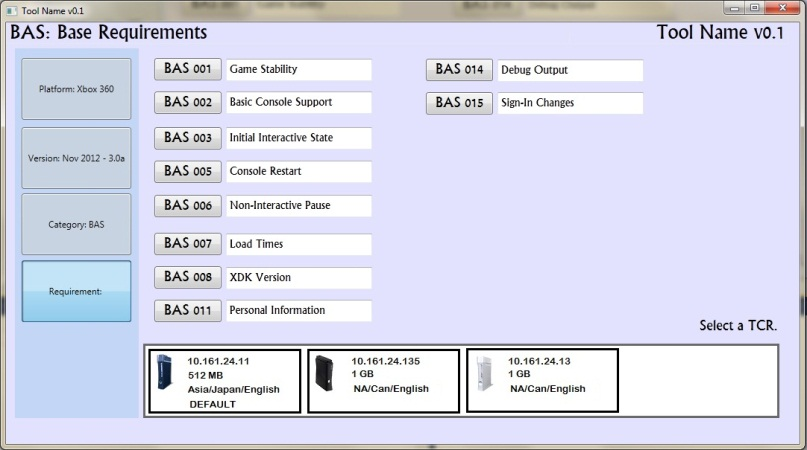 Tool Name v0.1
BAS: Base Requirements
Tool Name v0.1
Platform: Xbox 360
Version: Nov 2012 - 3.0a
Category: BAS
Requirement:
BAS 001 Game Stability
BAS 002 Basic Console Support
BAS 003 Initial Interactive State
BAS 005 Console Restart
BAS 006 Non-Interactive Pause
BAS 007 Load Times
BAS 008 XDK Version
BAS 011 Personal Information
BAS 014 Debug Output
BAS 015 Sign-In Changes
Select a TCR.
10.161.24.11
512 MB
Asia/Japan/English
DEFAULT
10.161.24.135
1 GB
NA/Can/English
10.161.24.13
1 GB
NA/Can/English